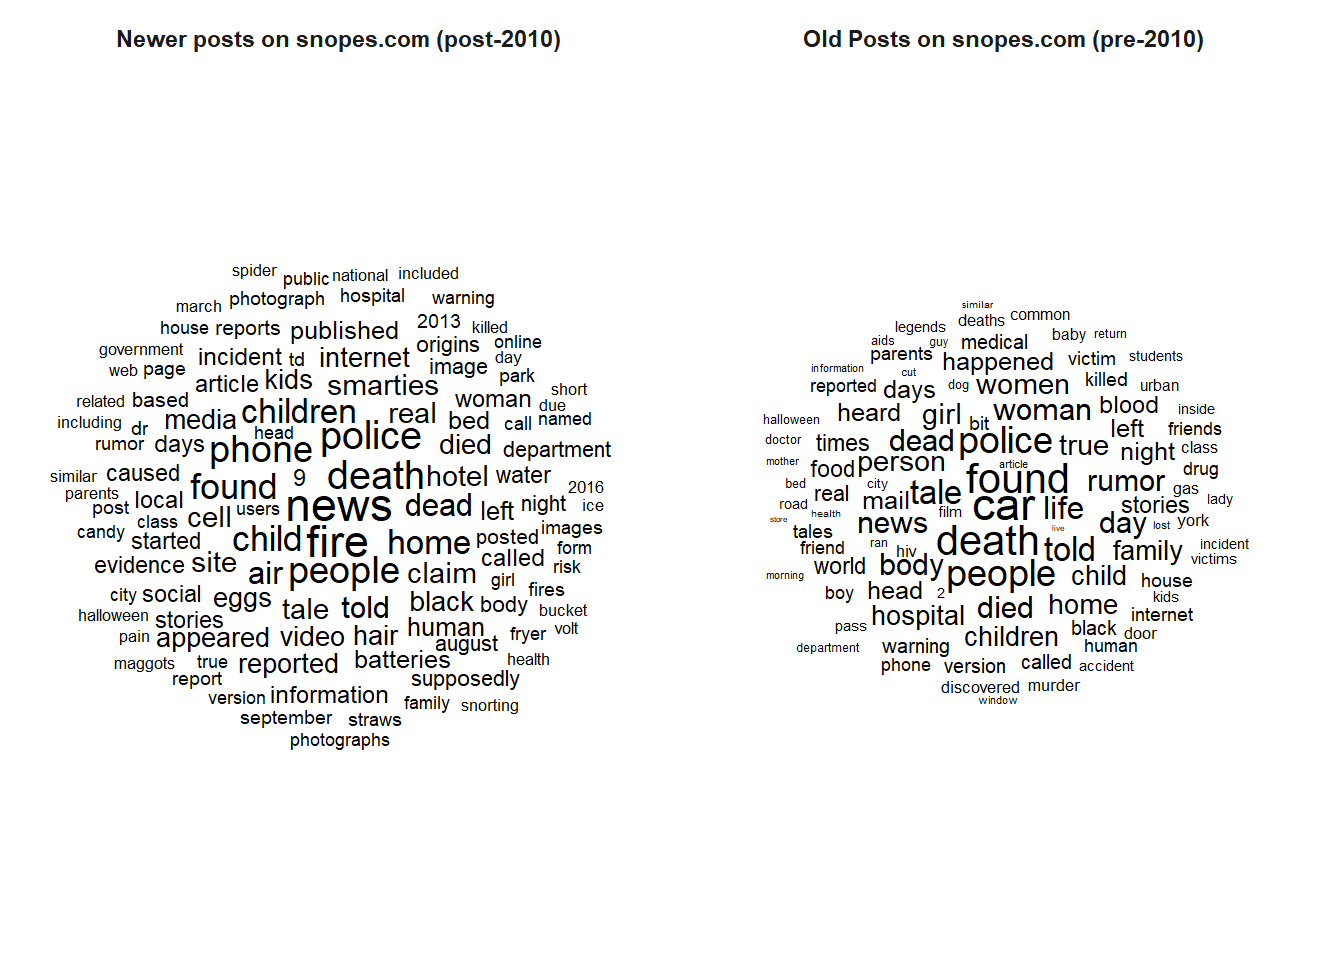 Newer posts on snopes.com (post-2010)
spider public national included
march photograph hospital warning
house reports published 2013 killed
government incident td internet origins online
web page article kids smarties image day park
related based media children real woman short due
including dr head police bed call named
rumor days phone died department
similar caused found 9 death hotel water
parents post local cell users news dead left night 2016 ice
candy class started child fire home posted images
evidence site air people claim called form risk
city social eggs tale told black body girl fires bucket
halloween stories
pain appeared video hair human august fryer volt
maggots true reported batteries supposedly health
report version information family snorting
september straws
photographs
Old Posts on snopes.com (pre-2010)
similar
legends deaths common
aids guy medical baby return
information parents cut happened victim students
reported days dog women killed urban
halloween heard girl bit woman blood inside
doctor times dead police true left night friends class
mother food person found article rumor drug
bed real mail tale car life stories gas lady
road health film day lost york
store tales news death live
friend ran hiv told family incident
morning world body people child victims
boy head 2 house kids
pass hospital died home internet
department warning children black door human
phone version called accident
discovered murder
window